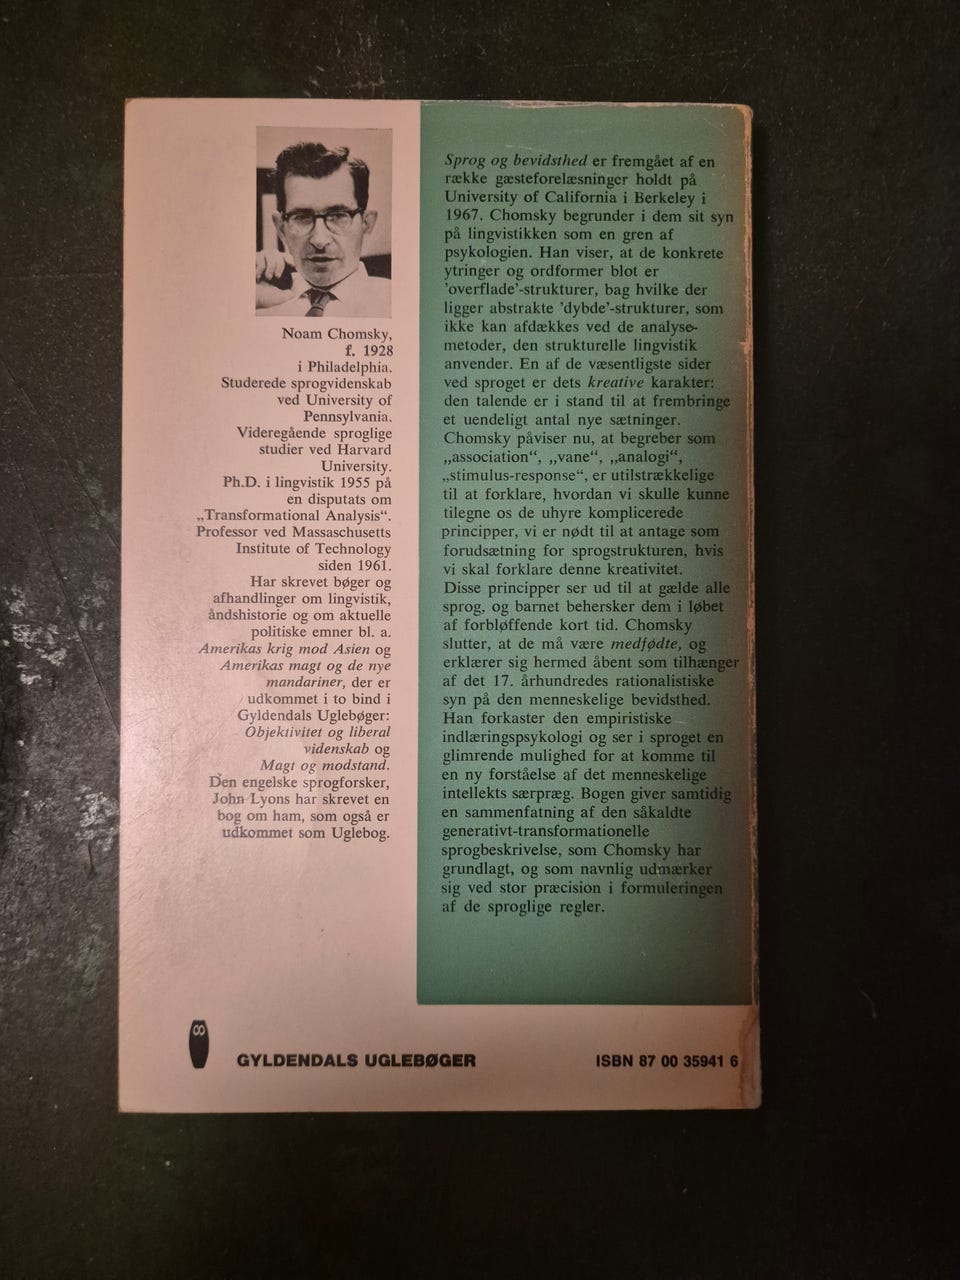 Noam Chomsky,
f. 1928
i Philadelphia.
Studerede sprogvidenskab
ved University of
Pennsylvania.
Videregående sproglige
studier ved Harvard
University.
Ph.D. i lingvistik 1955 på
en disputats om
„Transformational Analysis“.
Professor ved Massaschusetts
Institute of Technology
siden 1961.
Har skrevet bøger og
afhandlinger om lingvistik,
åndshistorie og om aktuelle
politiske emner bl. a.
Amerikas krig mod Asien og
Amerikas magt og de nye
mandariner, der er
udkommet i to bind i
Gyldendals Uglebøger:
Objektivitet og liberal
videnskab og
Magt og modstand.
Den engelske sprogforsker,
John Lyons har skrevet en
bog om ham, som også er
udkommet som Uglebog.
Sprog og bevidsthed er fremgået af en
række gæsteforelæsninger holdt på
University of California i Berkeley i
1967. Chomsky begrunder i dem sit syn
på lingvistikken som en gren af
psykologien. Han viser, at de konkrete
ytringer og ordformer blot er
’overflade’-strukturer, bag hvilke der
ligger abstrakte ’dybde’-strukturer, som
ikke kan afdækkes ved de analyse-
metoder, den strukturelle lingvistik
anvender. En af de væsentligste sider
ved sproget er dets kreative karakter:
den talende er i stand til at frembringe
et uendeligt antal nye sætninger.
Chomsky påviser nu, at begreber som
„association“, „vane“, „analogi“,
„stimulus-response“, er utilstrækkelige
til at forklare, hvordan vi skulle kunne
tilegne os de uhyre komplicerede
principper, vi er nødt til at antage som
forudsætning for sprogstrukturen, hvis
vi skal forklare denne kreativitet.
Disse principper ser ud til at gælde alle
sprog, og barnet behersker dem i løbet
af forbløffende kort tid. Chomsky
slutter, at de må være medfødte, og
erklærer sig hermed åbent som tilhænger
af det 17. århundredes rationalistiske
syn på den menneskelige bevidsthed.
Han forkaster den empiristiske
indlæringspsykologi og ser i sproget en
glimrende mulighed for at komme til
en ny forståelse af det menneskelige
intellekts særpræg. Bogen giver samtidig
en sammenfatning af den såkaldte
generativt-transformationelle
sprogbeskrivelse, som Chomsky har
grundlagt, og som navnlig udmærker
sig ved stor præcision i formuleringen
af de sproglige regler.
GYLDENDALS UGLEBØGER
ISBN 87 00 35941 6